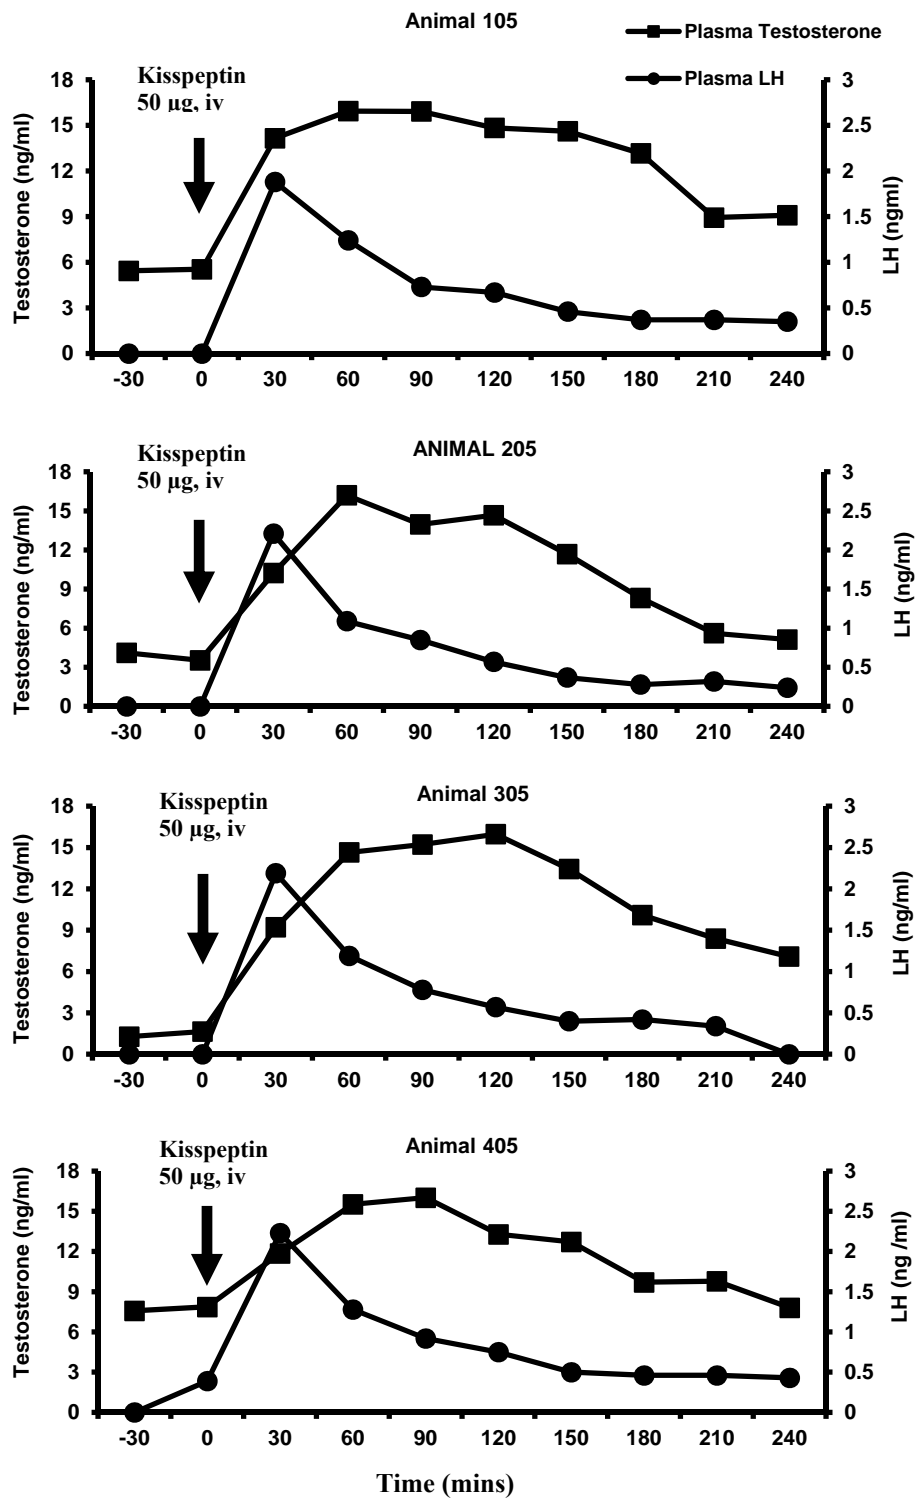 Animal 105
Plasma Testosterone
Plasma LH
Kisspeptin
50 µg, iv
Testosterone (ng/ml)
18
15
12
9
6
3
0
3
2.5
2
1.5
1
0.5
0
LH (ngml)
-30 0 30 60 90 120 150 180 210 240
ANIMAL 205
Kisspeptin
50 µg, iv
Testosterone (ng/ml)
18
15
12
9
6
3
0
3
2.5
2
1.5
1
0.5
0
LH (ng/ml)
-30 0 30 60 90 120 150 180 210 240
Animal 305
Kisspeptin
50 µg, iv
Testosterone (ng/ml)
18
15
12
9
6
3
0
3
2.5
2
1.5
1
0.5
0
LH (ng/ml)
-30 0 30 60 90 120 150 180 210 240
Animal 405
Kisspeptin
50 µg, iv
Testosterone (ng/ml)
18
15
12
9
6
3
0
3
2.5
2
1.5
1
0.5
0
LH (ng /ml)
-30 0 30 60 90 120 150 180 210 240
Time (mins)